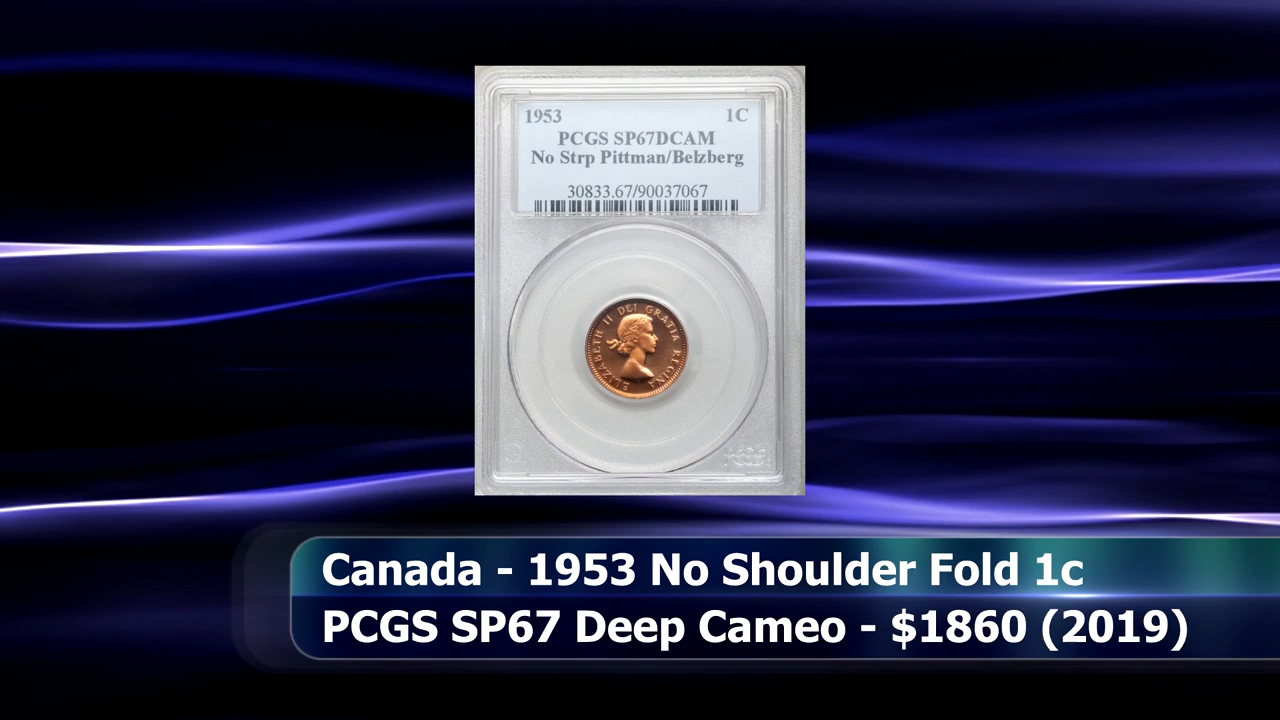 1953 1C
PCGS SP67DCAM
No Strp Pittman/Belzberg
30833.67/90037067
ELIZABETH II DEI GRATIA REGINA
PCGS
Canada - 1953 No Shoulder Fold 1c
PCGS SP67 Deep Cameo - $1860 (2019)